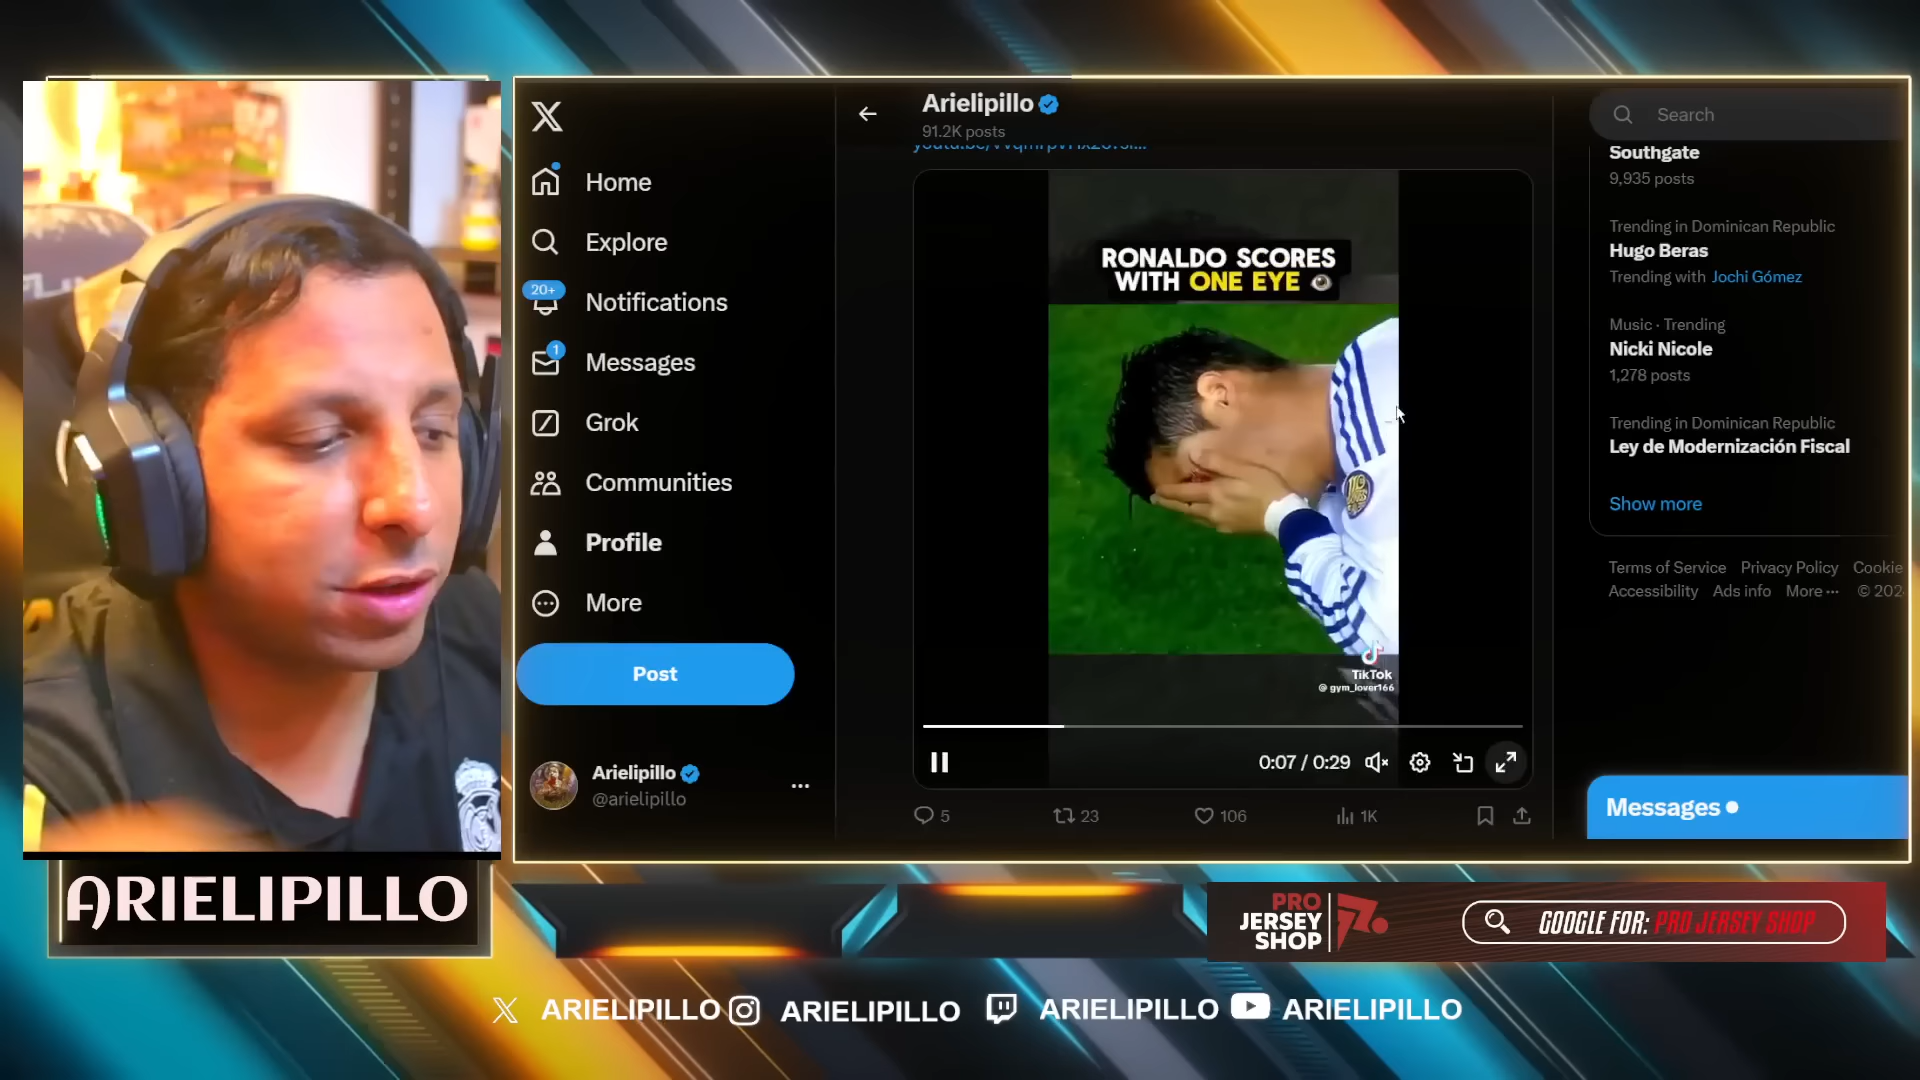 Home
Explore
20+
Notifications
1
Messages
Grok
Communities
Profile
More
Post
Arielipillo
@arielipillo
Arielipillo
91.2K posts
RONALDO SCORES
WITH ONE EYE
TikTok
@gym_lover166
0:07 / 0:29
5
23
106
1K
Search
Southgate
9,935 posts
Trending in Dominican Republic
Hugo Beras
Trending with Jochi Gómez
Music · Trending
Nicki Nicole
1,278 posts
Trending in Dominican Republic
Ley de Modernización Fiscal
Show more
Terms of Service Privacy Policy Cookie
Accessibility Ads info More ··· © 202
Messages
ARIELIPILLO
PRO
JERSEY
SHOP
GOOGLE FOR: PRO JERSEY SHOP
ARIELIPILLO ARIELIPILLO ARIELIPILLO ARIELIPILLO